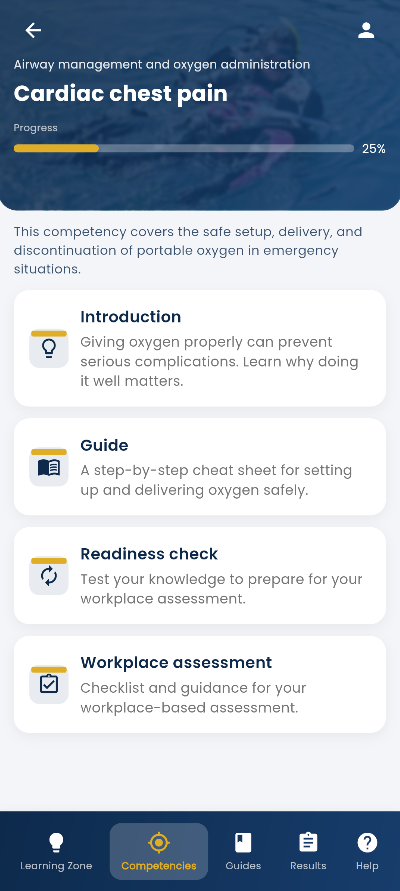 Airway management and oxygen administration
Cardiac chest pain
Progress
25%
This competency covers the safe setup, delivery, and
discontinuation of portable oxygen in emergency
situations.
Introduction
Giving oxygen properly can prevent
serious complications. Learn why doing
it well matters.
Guide
A step-by-step cheat sheet for setting
up and delivering oxygen safely.
Readiness check
Test your knowledge to prepare for your
workplace assessment.
Workplace assessment
Checklist and guidance for your
workplace-based assessment.
Learning Zone
Competencies
Guides
Results
Help